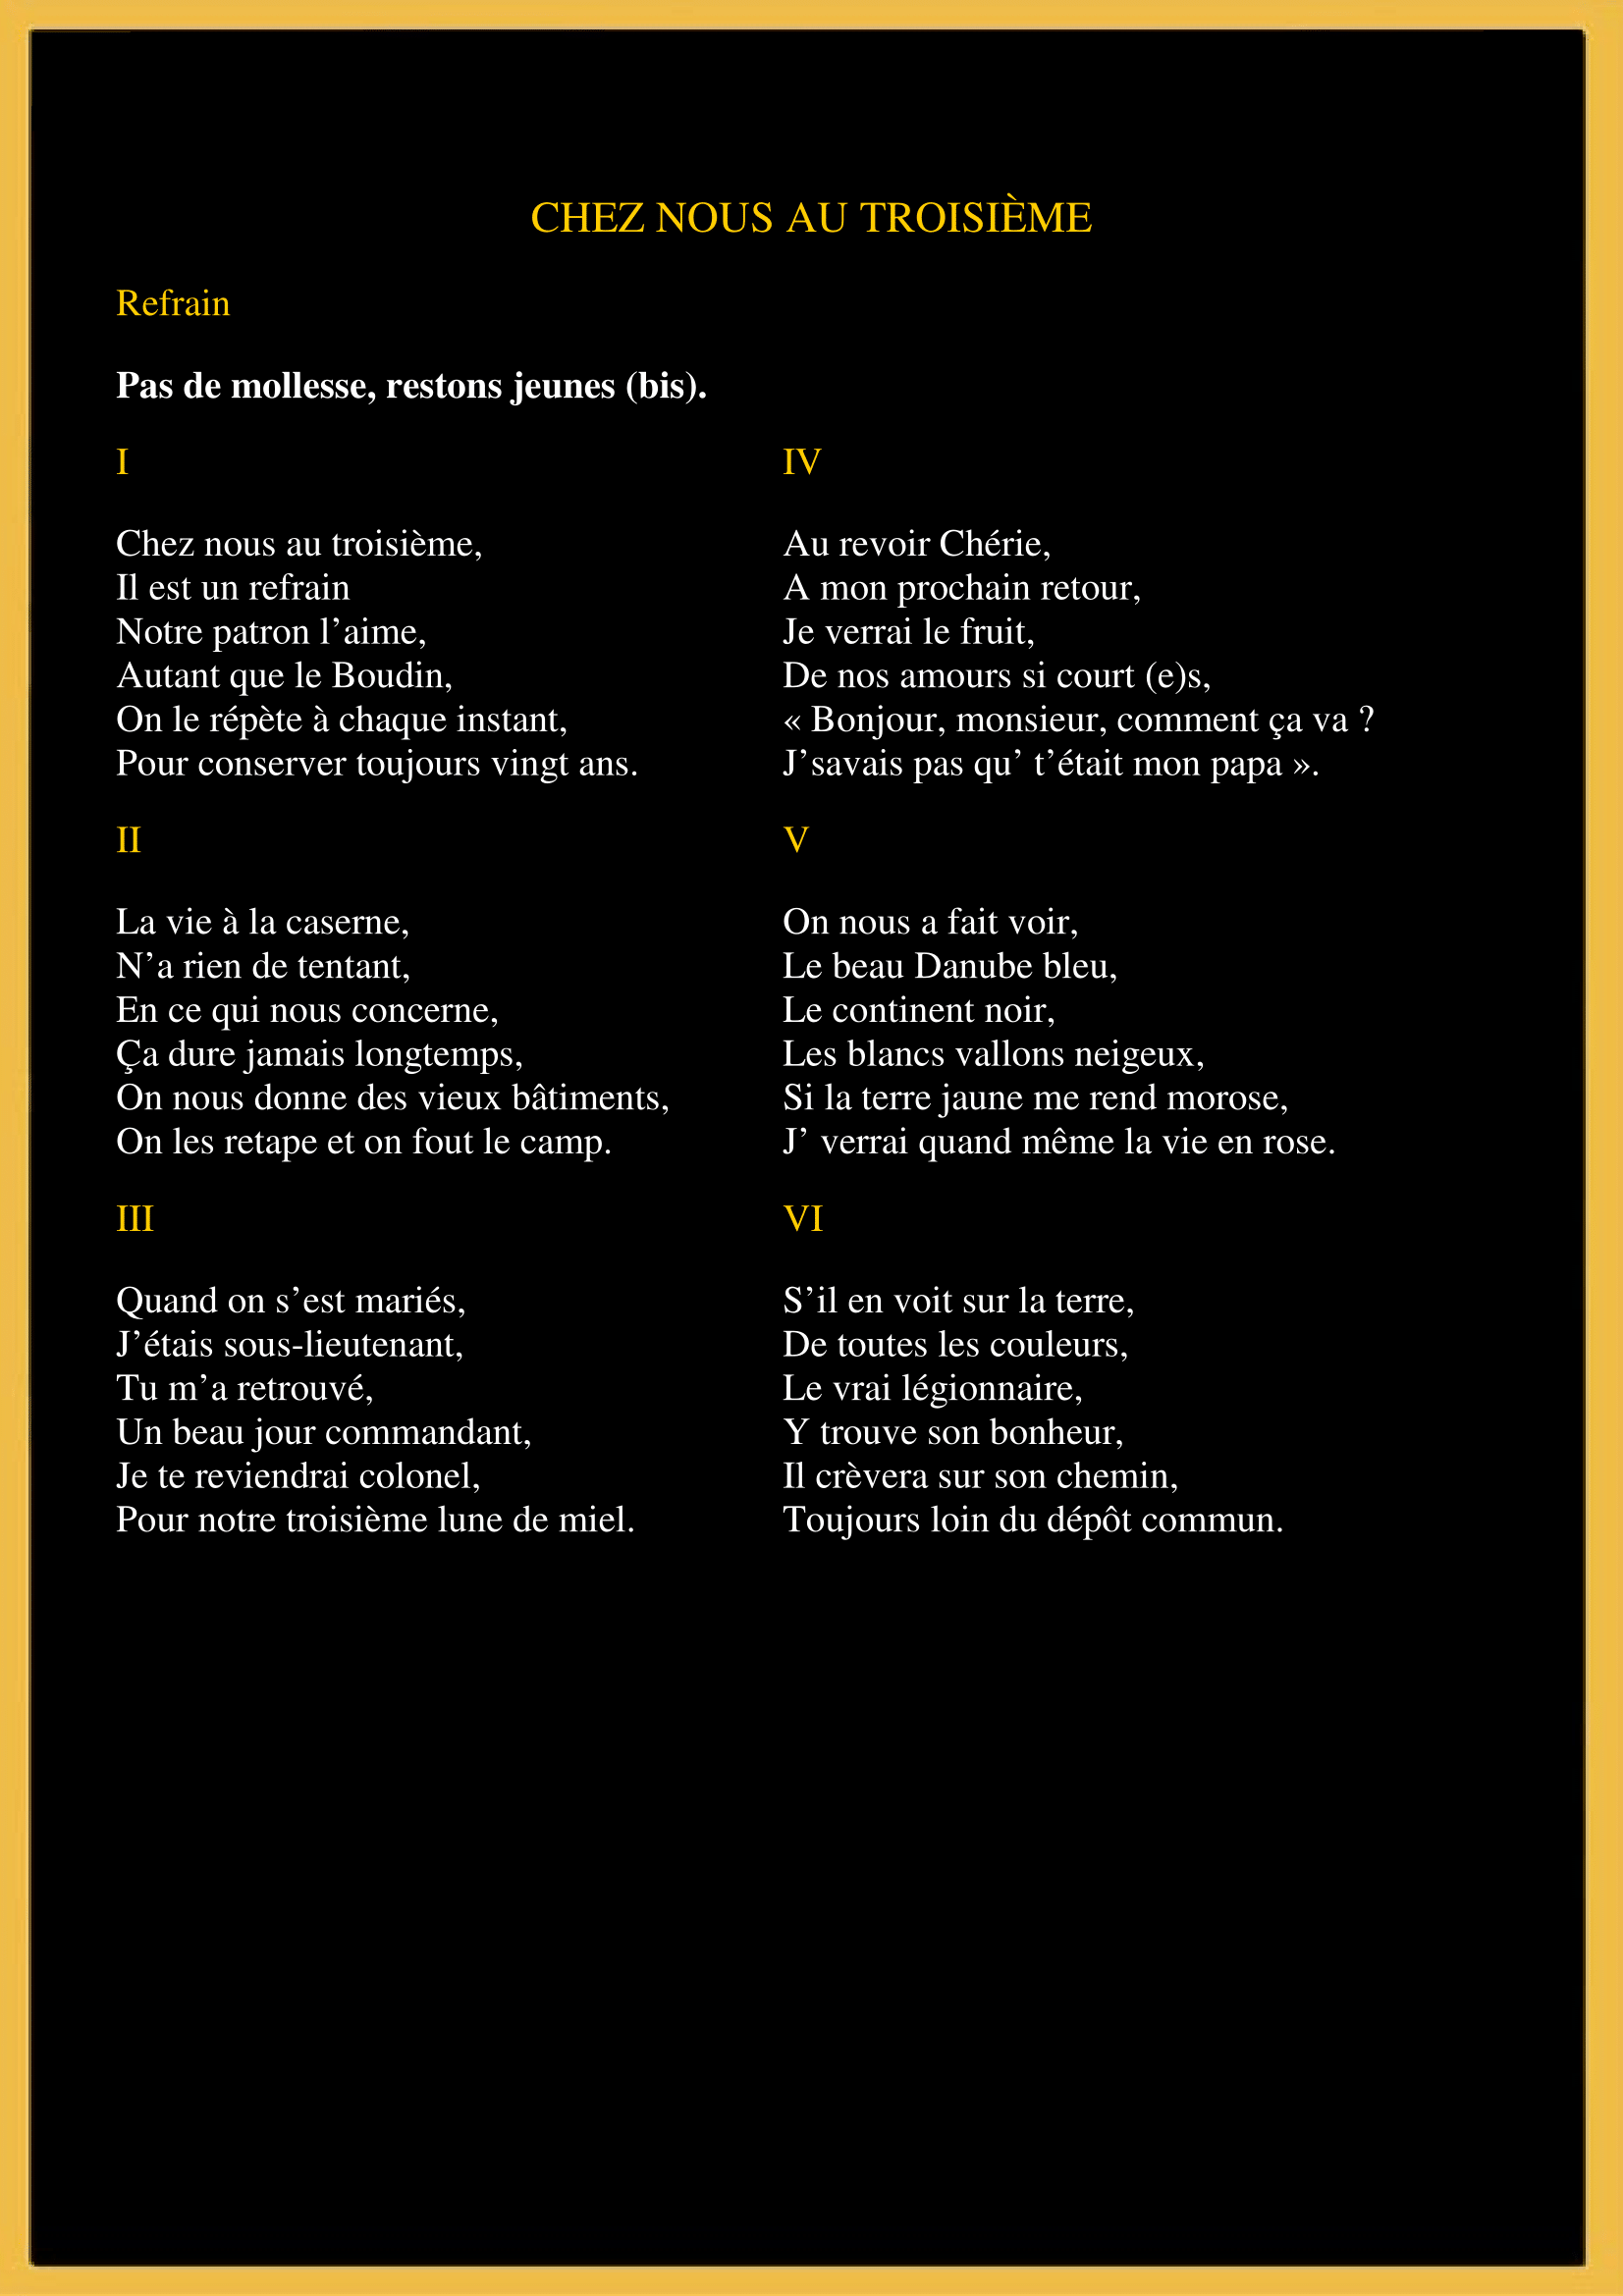 CHEZ NOUS AU TROISIÈME
Refrain
Pas de mollesse, restons jeunes (bis).
I
Chez nous au troisième,
Il est un refrain
Notre patron l’aime,
Autant que le Boudin,
On le répète à chaque instant,
Pour conserver toujours vingt ans.
II
La vie à la caserne,
N’a rien de tentant,
En ce qui nous concerne,
Ça dure jamais longtemps,
On nous donne des vieux bâtiments,
On les retape et on fout le camp.
III
Quand on s’est mariés,
J’étais sous-lieutenant,
Tu m’a retrouvé,
Un beau jour commandant,
Je te reviendrai colonel,
Pour notre troisième lune de miel.
IV
Au revoir Chérie,
A mon prochain retour,
Je verrai le fruit,
De nos amours si court (e)s,
« Bonjour, monsieur, comment ça va ?
J’savais pas qu’ t’était mon papa ».
V
On nous a fait voir,
Le beau Danube bleu,
Le continent noir,
Les blancs vallons neigeux,
Si la terre jaune me rend morose,
J’ verrai quand même la vie en rose.
VI
S’il en voit sur la terre,
De toutes les couleurs,
Le vrai légionnaire,
Y trouve son bonheur,
Il crèvera sur son chemin,
Toujours loin du dépôt commun.